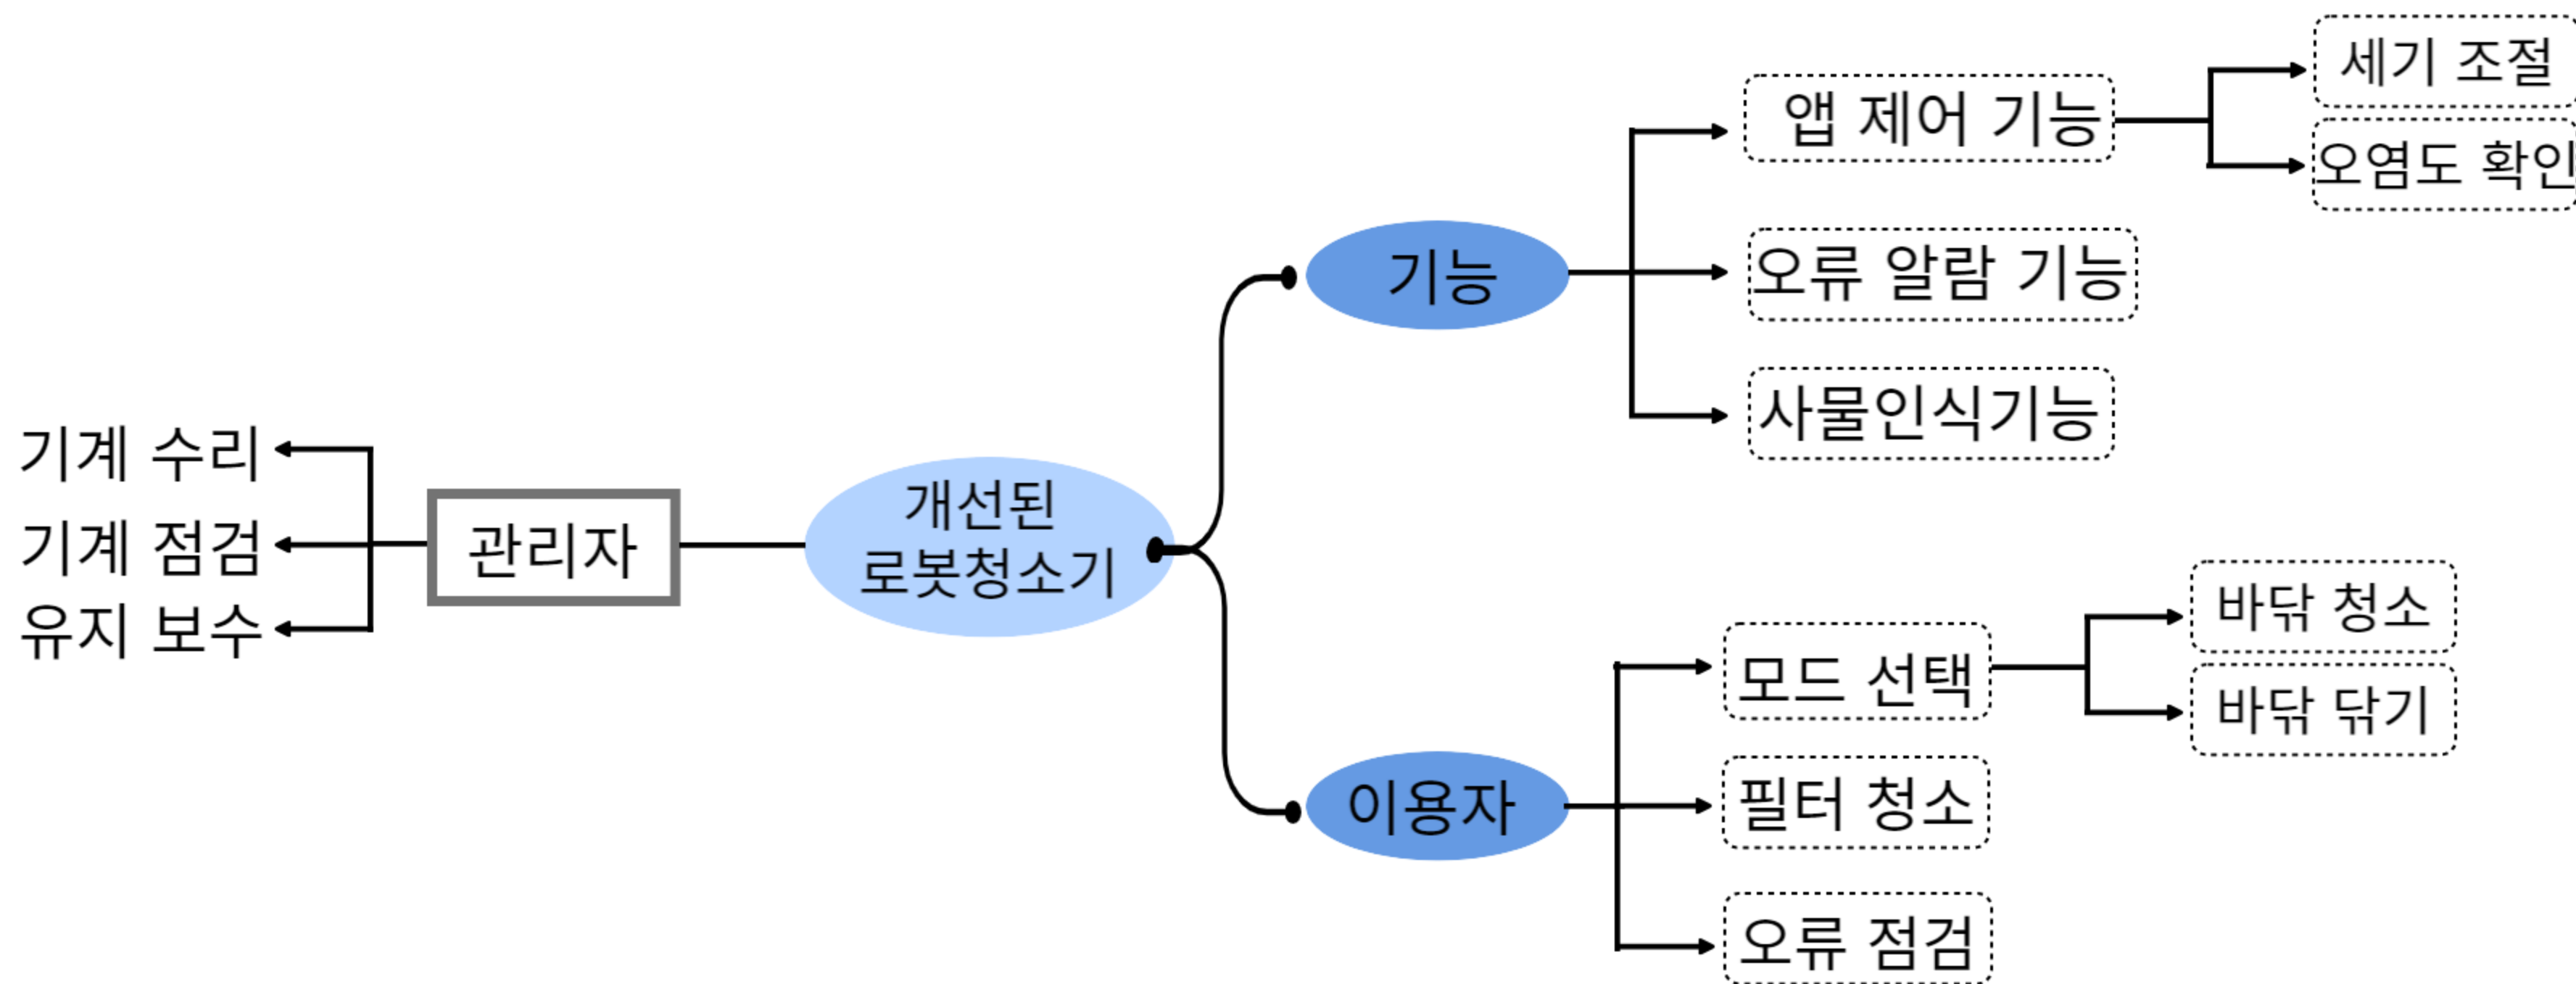 세기 조절
앱 제어 기능
오염도 확인
기능
오류 알람 기능
사물인식기능
기계 수리
기계 점검
유지 보수
관리자
개선된
로봇청소기
바닦 청소
모드 선택
바닦 닦기
이용자
필터 청소
오류 점검